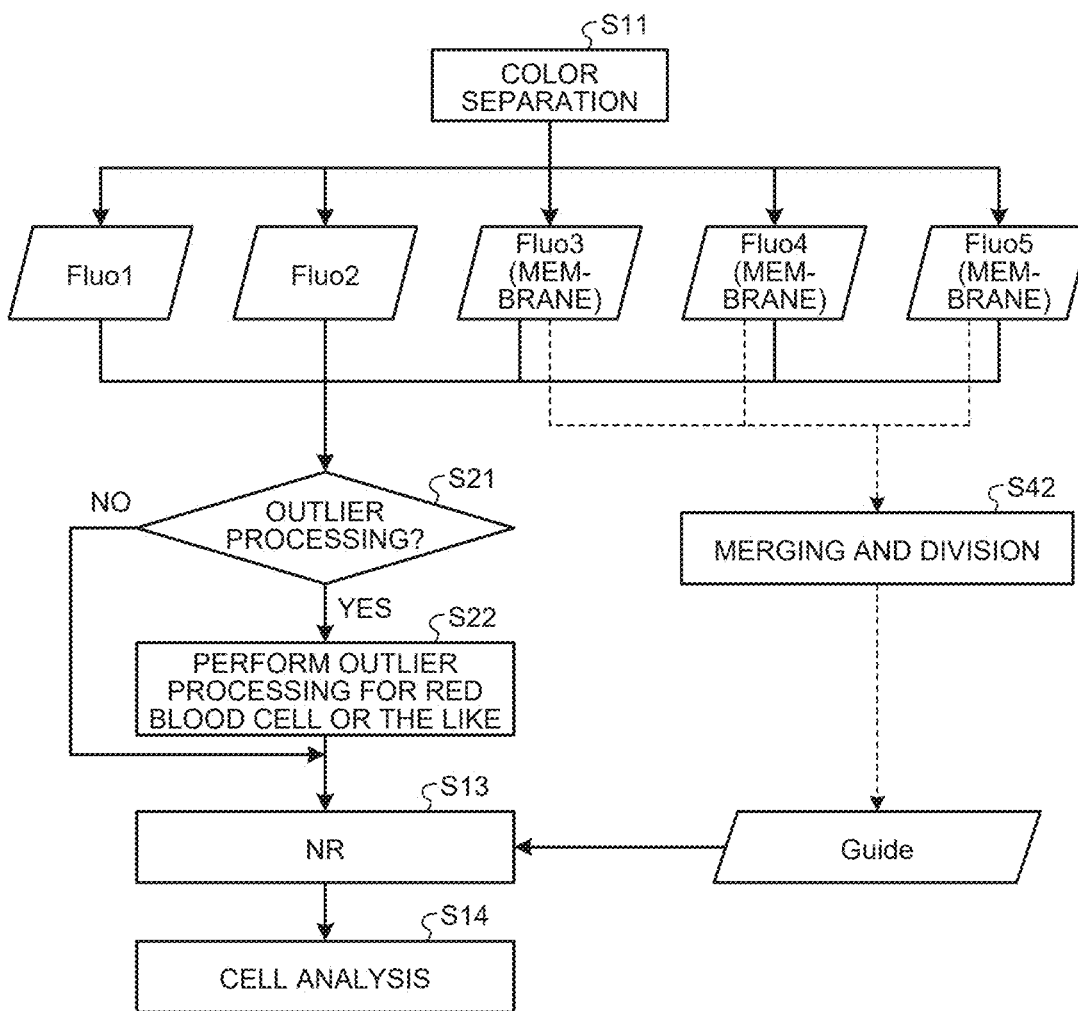 S11
COLOR
SEPARATION
Fluo1
Fluo2
Fluo3
(MEM-
BRANE)
Fluo4
(MEM-
BRANE)
Fluo5
(MEM-
BRANE)
S21
NO
OUTLIER
PROCESSING?
S42
MERGING AND DIVISION
YES
S22
PERFORM OUTLIER
PROCESSING FOR RED
BLOOD CELL OR THE LIKE
S13
NR
Guide
S14
CELL ANALYSIS